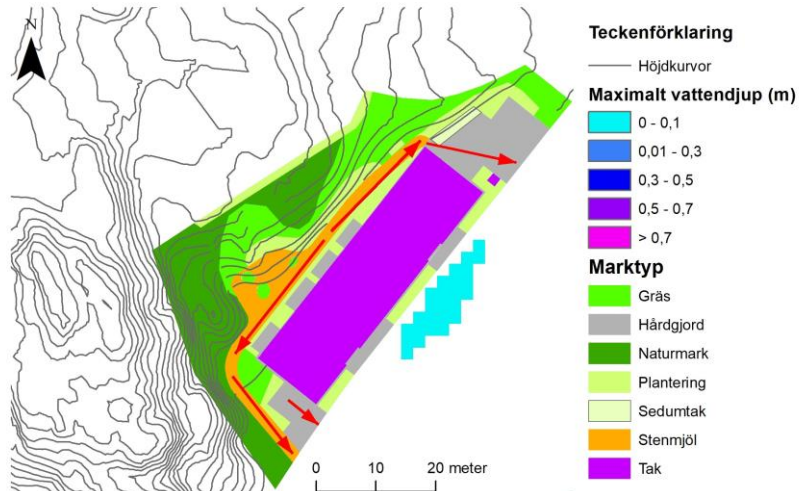 N
Teckenförklaring
Höjdkurvor
Maximalt vattendjup (m)
0 - 0,1
0,01 - 0,3
0,3 - 0,5
0,5 - 0,7
> 0,7
Marktyp
Gräs
Hårdgjord
Naturmark
Plantering
Sedumtak
Stenmjöl
Tak
0 10 20 meter